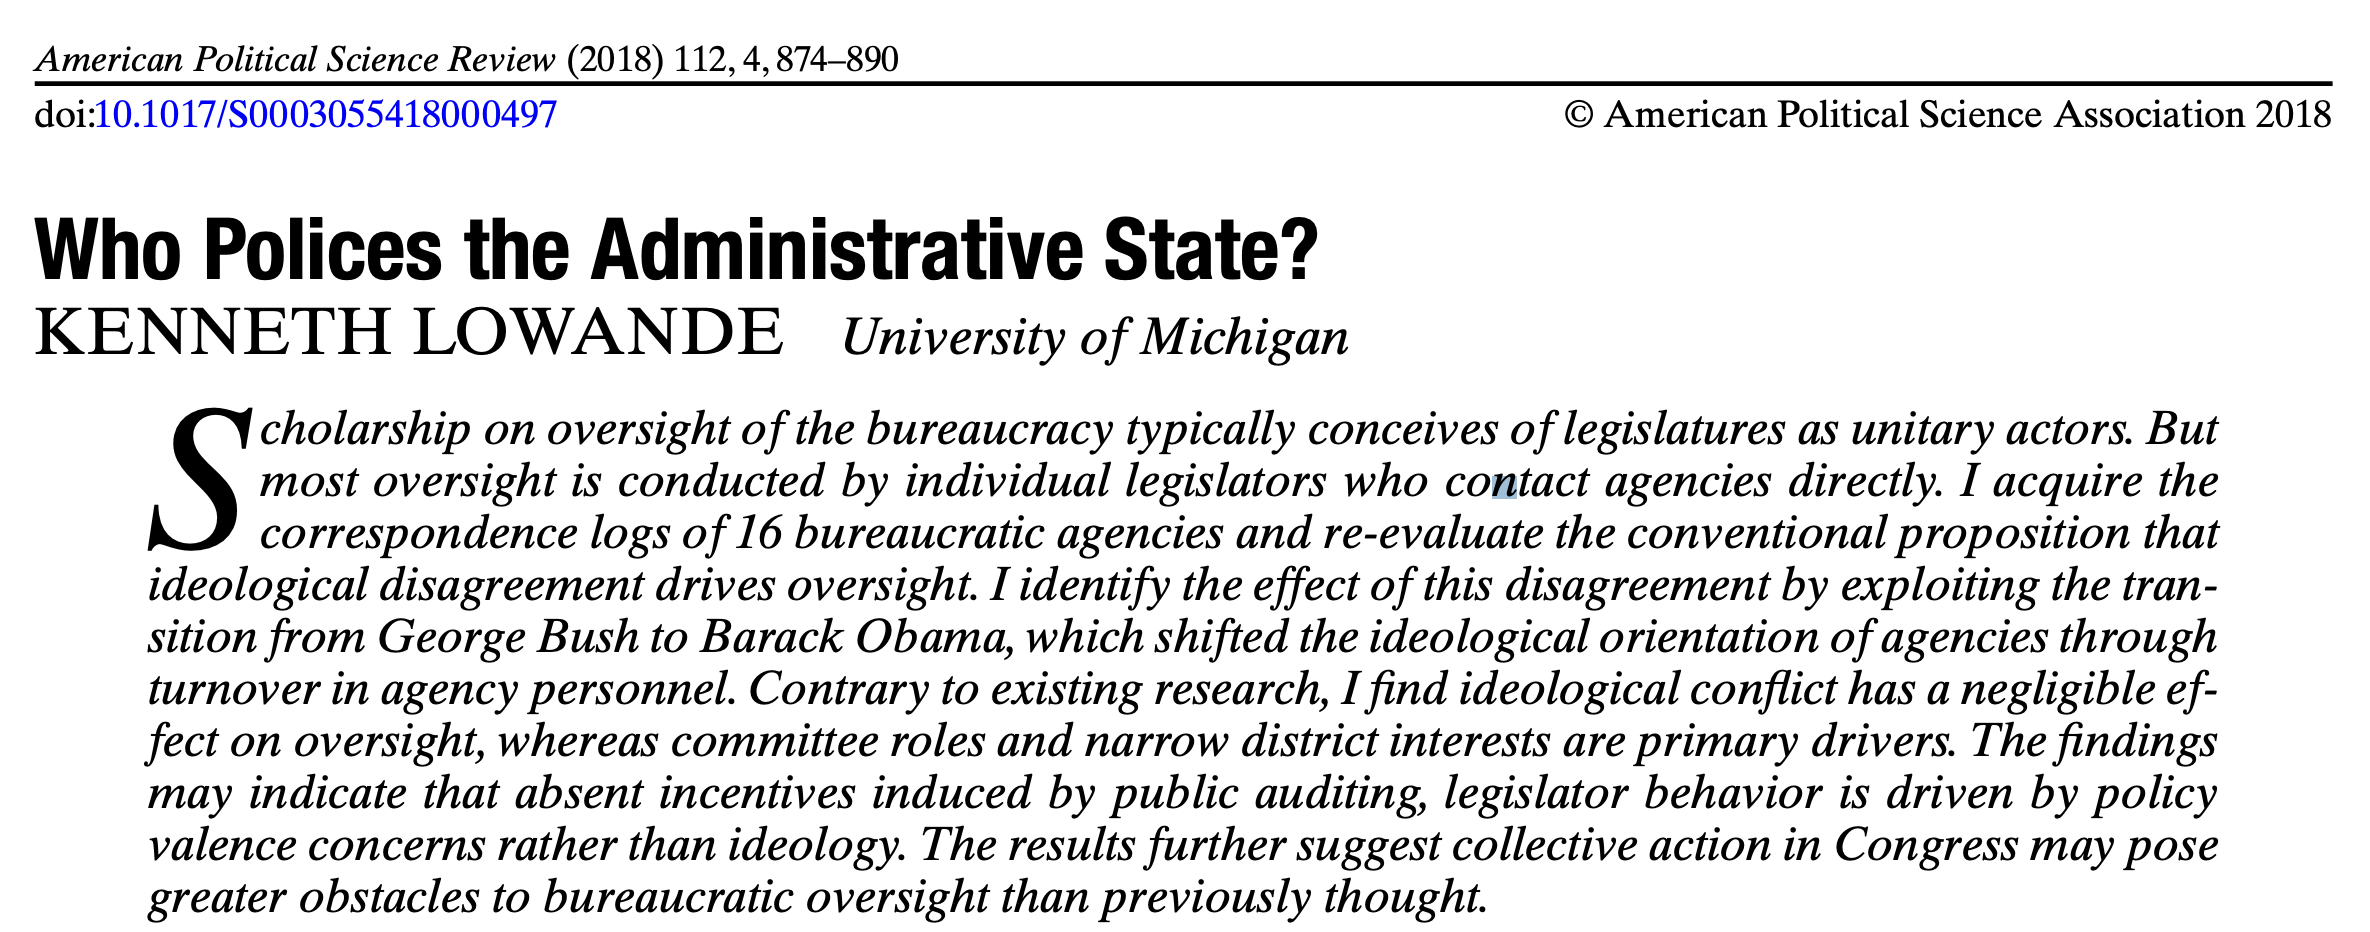 American Political Science Review (2018) 112, 4, 874–890
doi:10.1017/S0003055418000497 © American Political Science Association 2018
Who Polices the Administrative State?
KENNETH LOWANDE University of Michigan
Scholarship on oversight of the bureaucracy typically conceives of legislatures as unitary actors. But
most oversight is conducted by individual legislators who contact agencies directly. I acquire the
correspondence logs of 16 bureaucratic agencies and re-evaluate the conventional proposition that
ideological disagreement drives oversight. I identify the effect of this disagreement by exploiting the tran-
sition from George Bush to Barack Obama, which shifted the ideological orientation of agencies through
turnover in agency personnel. Contrary to existing research, I find ideological conflict has a negligible ef-
fect on oversight, whereas committee roles and narrow district interests are primary drivers. The findings
may indicate that absent incentives induced by public auditing, legislator behavior is driven by policy
valence concerns rather than ideology. The results further suggest collective action in Congress may pose
greater obstacles to bureaucratic oversight than previously thought.